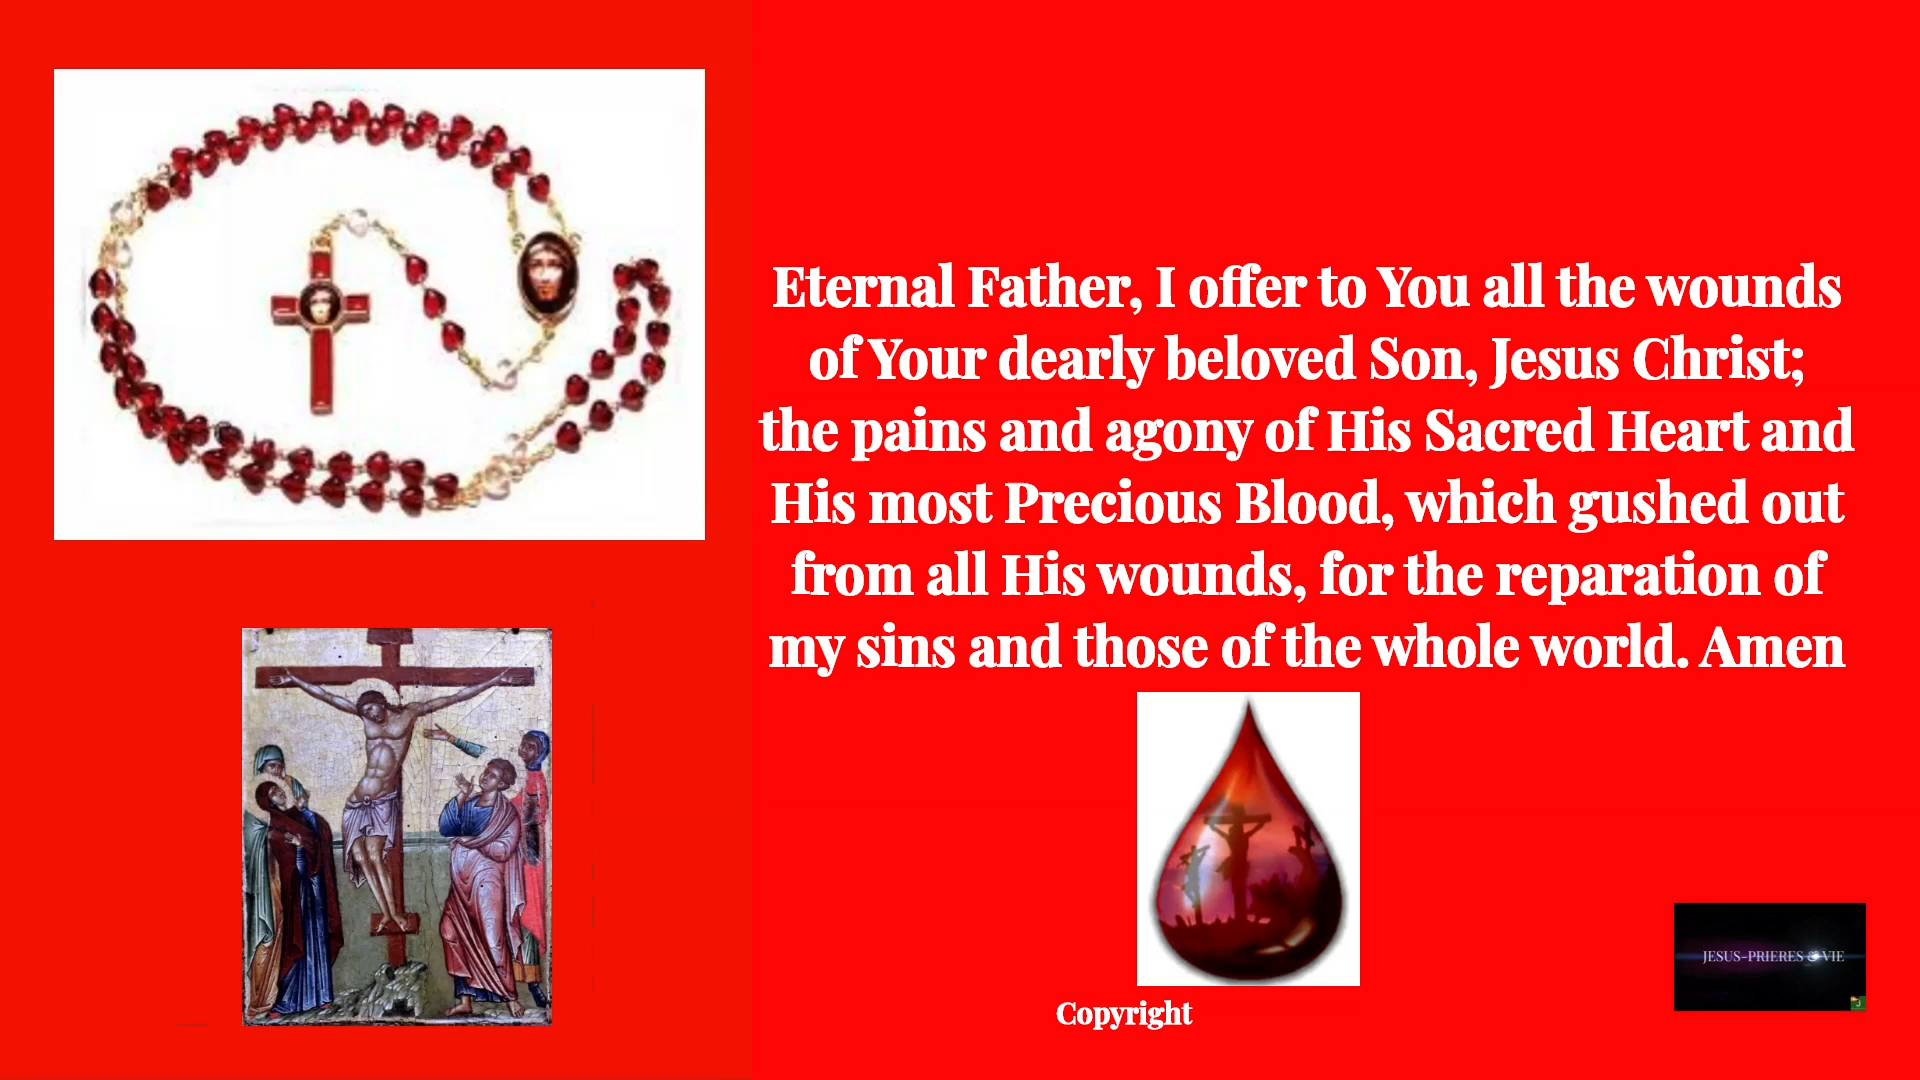 Eternal Father, I offer to You all the wounds
of Your dearly beloved Son, Jesus Christ;
the pains and agony of His Sacred Heart and
His most Precious Blood, which gushed out
from all His wounds, for the reparation of
my sins and those of the whole world. Amen
JESUS-PRIERES & VIE
J
Copyright